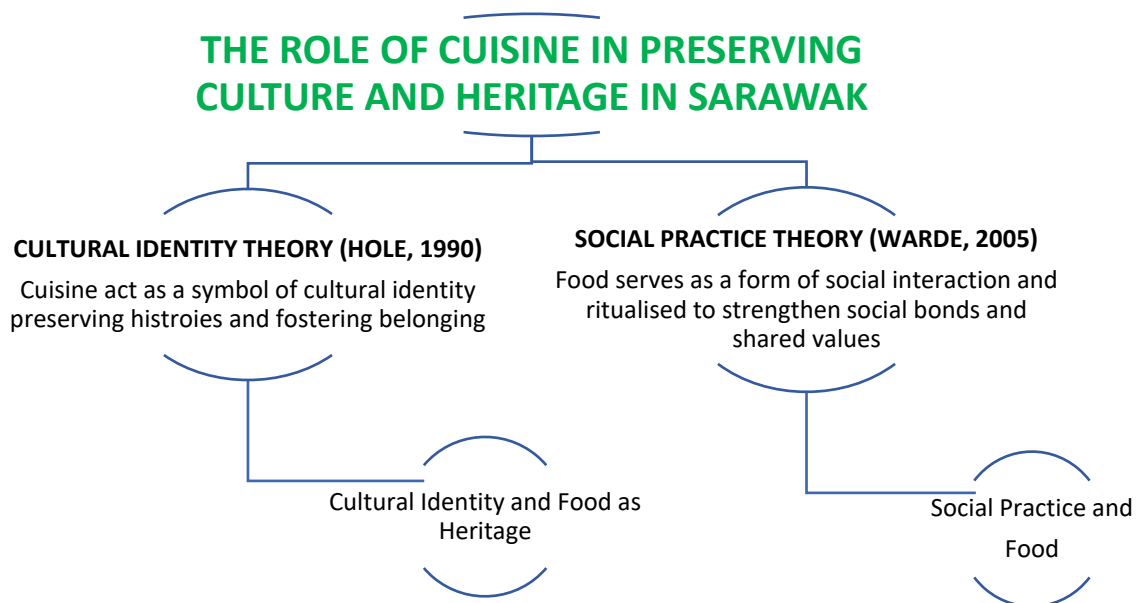 THE ROLE OF CUISINE IN PRESERVING
CULTURE AND HERITAGE IN SARAWAK
CULTURAL IDENTITY THEORY (HOLE, 1990)
Cuisine act as a symbol of cultural identity
preserving histroies and fostering belonging
SOCIAL PRACTICE THEORY (WARDE, 2005)
Food serves as a form of social interaction and
ritualised to strengthen social bonds and
shared values
Cultural Identity and Food as
Heritage
Social Practice and
Food